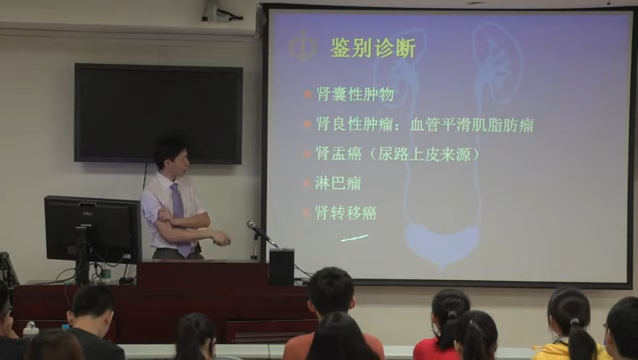 鉴别诊断
肾囊性肿物
肾良性肿瘤：血管平滑肌脂肪瘤
肾盂癌（尿路上皮来源）
淋巴瘤
肾转移癌